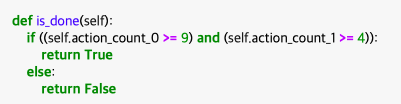 def is_done(self):
    if ((self.action_count_0 >= 9) and (self.action_count_1 >= 4)):
        return True
    else:
        return False